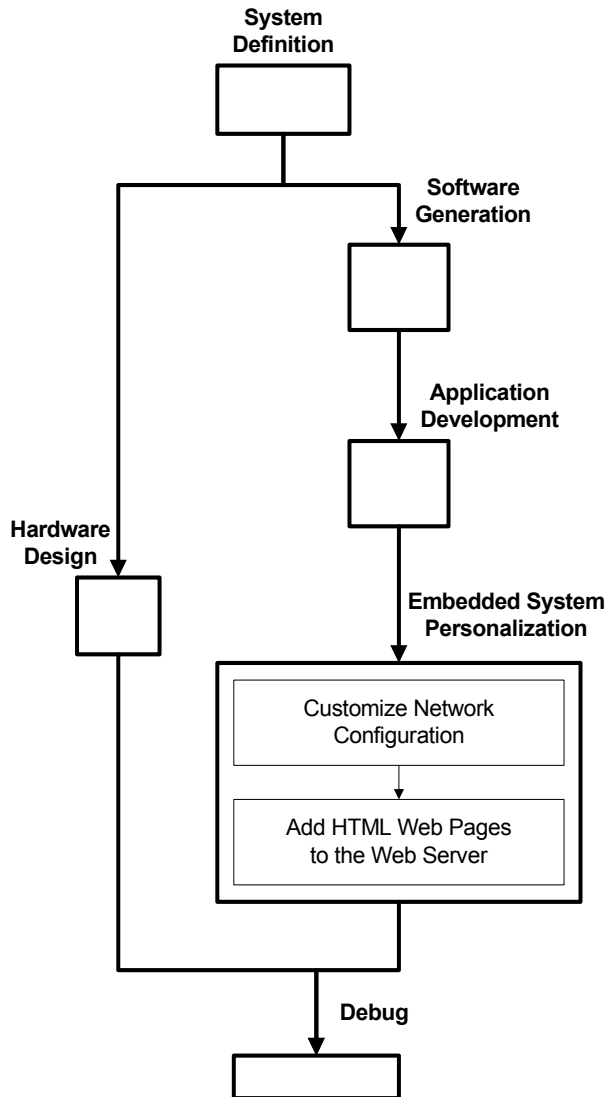 System
Definition
Software
Generation
Application
Development
Hardware
Design
Embedded System
Personalization
Customize Network
Configuration
Add HTML Web Pages
to the Web Server
Debug